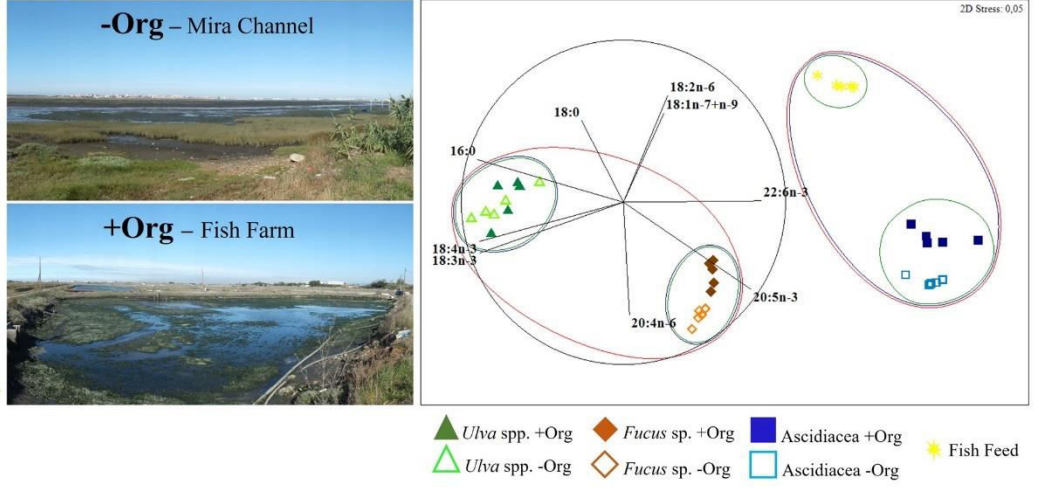 -Org – Mira Channel
+Org – Fish Farm
2D Stress: 0,05
18:2n-6
18:1n-7+n-9
18:0
16:0
22:6n-3
18:4n-3
18:3n-3
20:5n-3
20:4n-6
Ulva spp. +Org
Fucus sp. +Org
Ascidiacea +Org
Fish Feed
Ulva spp. -Org
Fucus sp. -Org
Ascidiacea -Org